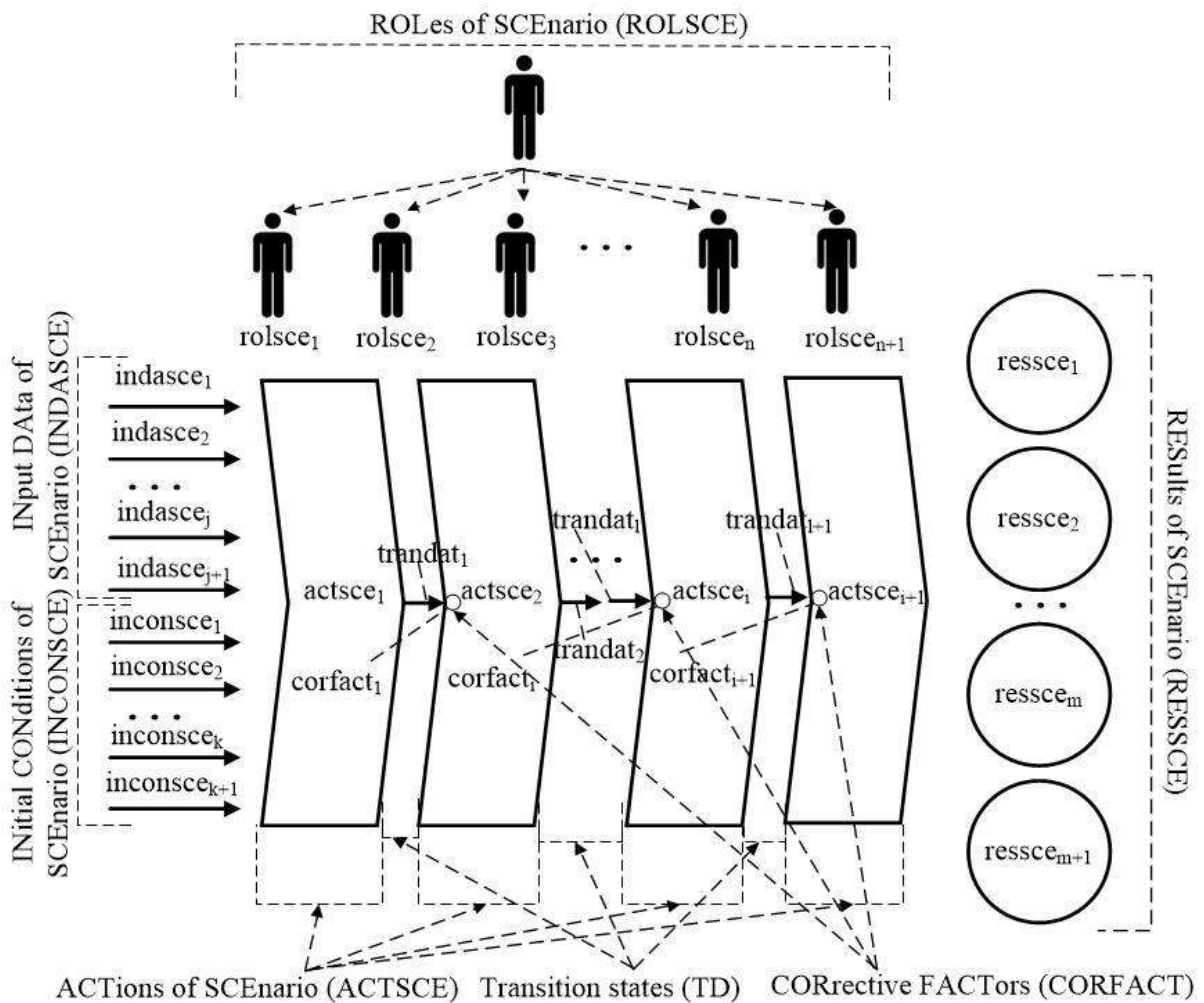 ROLes of SCEnario (ROLSCE)
rolsce₁ rolsce₂ rolsce₃ . . . rolsceₙ rolsceₙ₊₁
INput DAta of
SCEnario (INDASCE)
indasce₁
indasce₂
. . .
indasceⱼ
indasceⱼ₊₁
INitial CONditions of
SCEnario (INCONSCE)
inconsce₁
inconsce₂
. . .
inconsceₖ
inconsceₖ₊₁
actsce₁
trandat₁
corfact₁
actsce₂
trandat₁
. . .
trandat₂
corfactᵢ
actsceᵢ
trandatₗ₊₁
corfactᵢ₊₁
actsceᵢ₊₁
ressce₁
ressce₂
. . .
ressceₘ
ressceₘ₊₁
RESults of SCEnario (RESSCE)
ACTions of SCEnario (ACTSCE) Transition states (TD) CORrective FACTors (CORFACT)